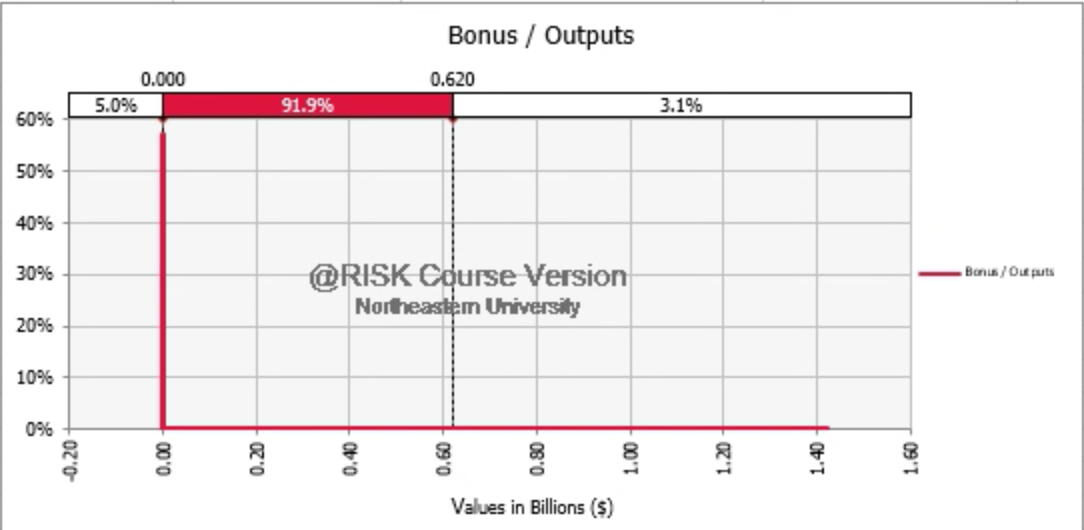 Bonus / Outputs
0.000 0.620
5.0% 91.9% 3.1%
60%
50%
40%
30%
20%
10%
0%
@RISK Course Version
Northeastern University
Bonus / Outputs
-0.20 0.00 0.20 0.40 0.60 0.80 1.00 1.20 1.40 1.60
Values in Billions ($)